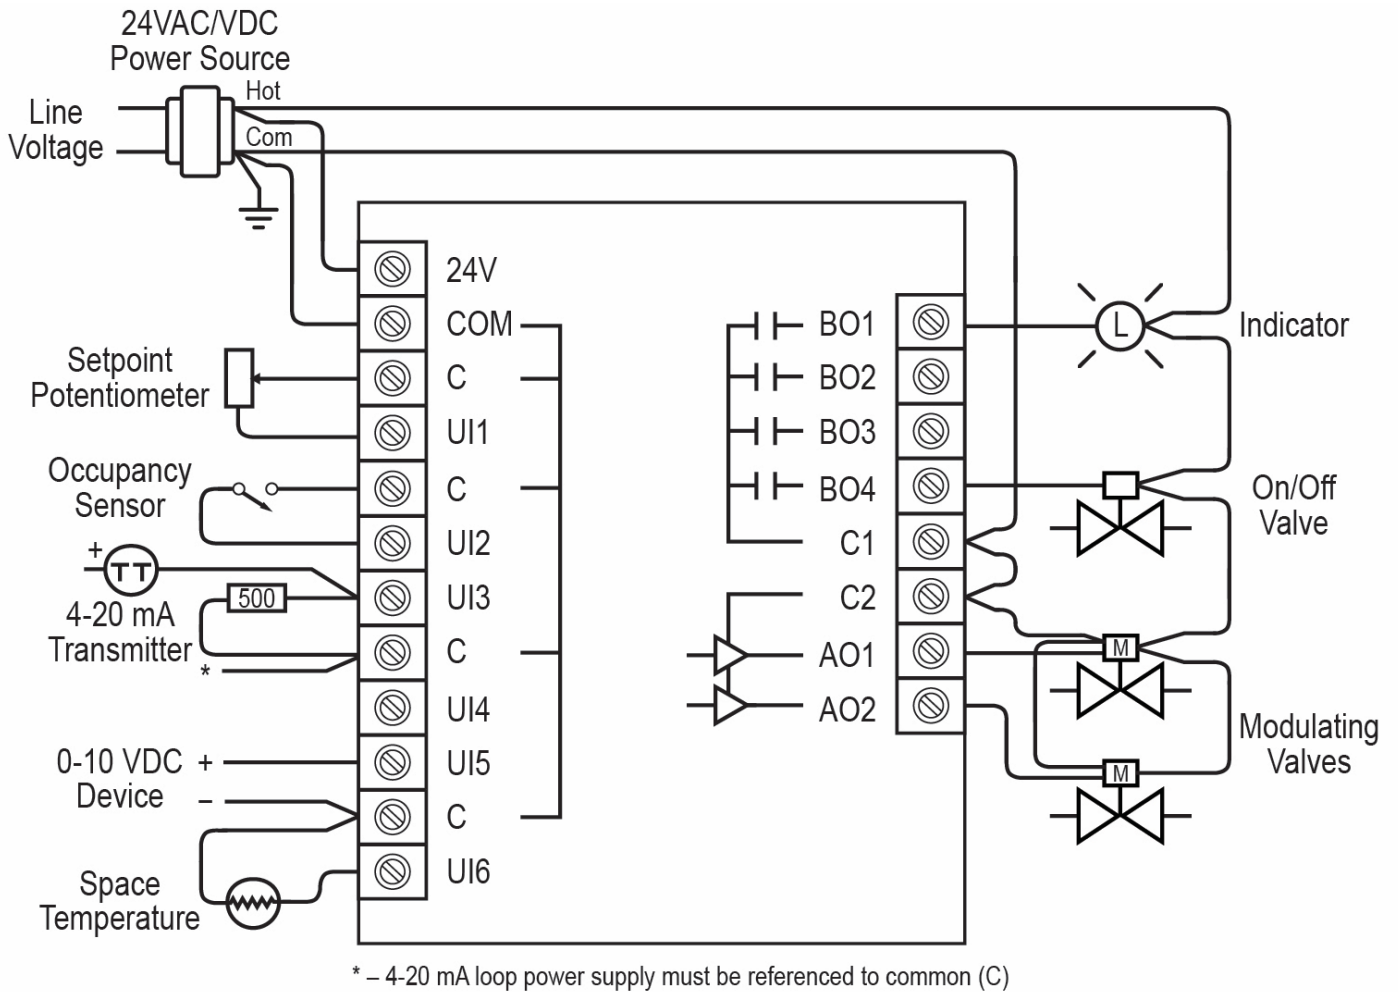 24VAC/VDC
Power Source
Hot
Line
Voltage
Com
24V
COM
Setpoint
Potentiometer
C
UI1
Occupancy
Sensor
C
UI2
+
TT
4-20 mA
Transmitter
500
UI3
*
C
UI4
0-10 VDC
Device
+
UI5
–
C
Space
Temperature
UI6
BO1
BO2
BO3
BO4
C1
C2
AO1
AO2
L
Indicator
On/Off
Valve
M
Modulating
Valves
M
* – 4-20 mA loop power supply must be referenced to common (C)